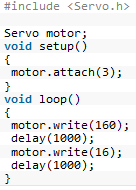 #include <Servo.h>
Servo motor;
void setup()
{
motor.attach(3);
}
void loop()
{
motor.write(160);
delay(1000);
motor.write(16);
delay(1000);
}